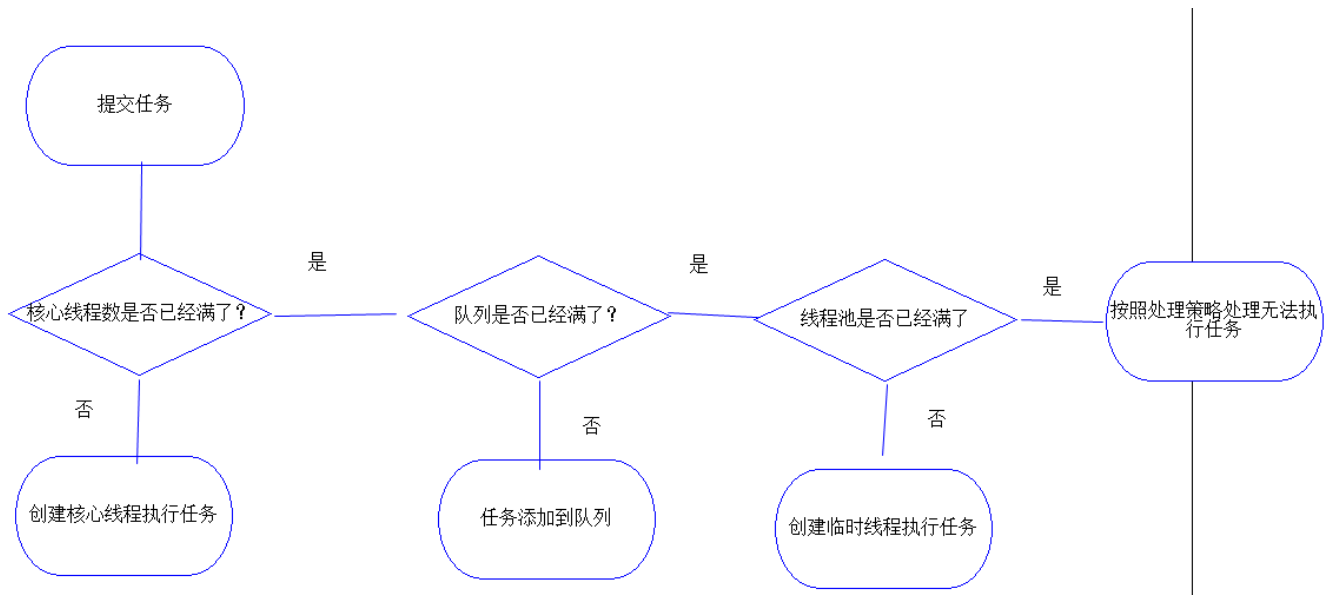 提交任务
核心线程数是否已经满了？
是
队列是否已经满了？
是
线程池是否已经满了
是
按照处理策略处理无法执
行任务
否
创建核心线程执行任务
否
任务添加到队列
否
创建临时线程执行任务